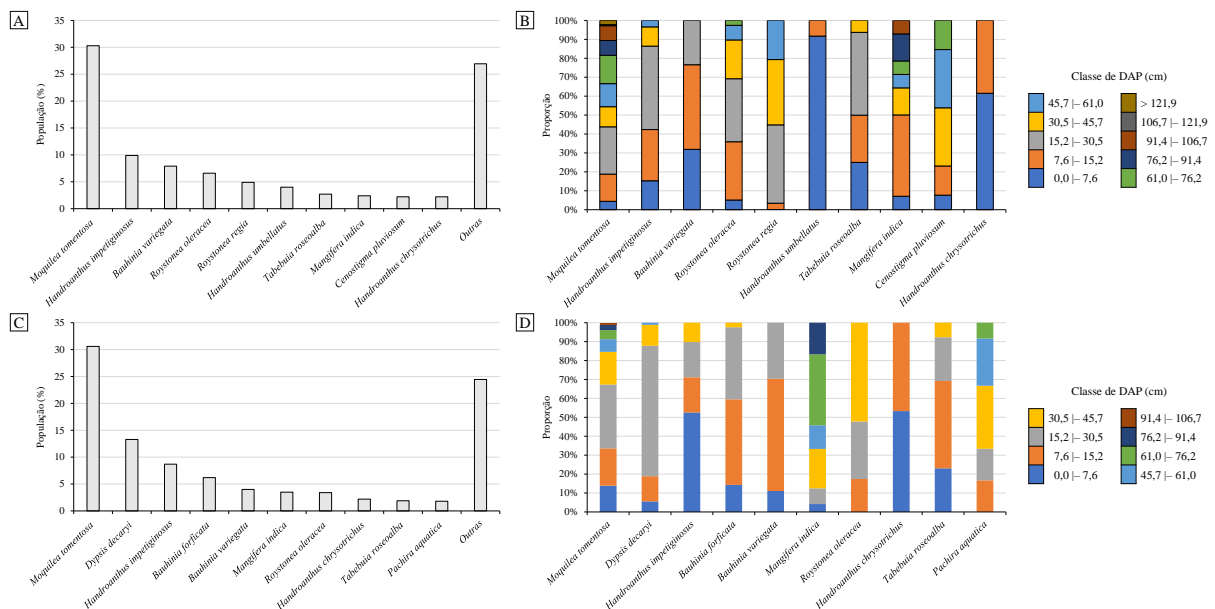 A
População (%)
35
30
25
20
15
10
5
0
Moquilea tomentosa
Handroanthus impetiginosus
Bauhinia variegata
Roystonea oleracea
Roystonea regia
Handroanthus umbellatus
Tabebuia roseoalba
Mangifera indica
Cenostigma pluviosum
Handroanthus chrysotrichus
Outras
B
Proporção
100%
90%
80%
70%
60%
50%
40%
30%
20%
10%
0%
Moquilea tomentosa
Handroanthus impetiginosus
Bauhinia variegata
Roystonea oleracea
Roystonea regia
Handroanthus umbellatus
Tabebuia roseoalba
Mangifera indica
Cenostigma pluviosum
Handroanthus chrysotrichus
Classe de DAP (cm)
45,7 |– 61,0
> 121,9
30,5 |– 45,7
106,7 |– 121,9
15,2 |– 30,5
91,4 |– 106,7
7,6 |– 15,2
76,2 |– 91,4
0,0 |– 7,6
61,0 |– 76,2
C
População (%)
35
30
25
20
15
10
5
0
Moquilea tomentosa
Dypsis decaryi
Handroanthus impetiginosus
Bauhinia forficata
Bauhinia variegata
Mangifera indica
Roystonea oleracea
Handroanthus chrysotrichus
Tabebuia roseoalba
Pachira aquatica
Outras
D
Proporção
100%
90%
80%
70%
60%
50%
40%
30%
20%
10%
0%
Moquilea tomentosa
Dypsis decaryi
Handroanthus impetiginosus
Bauhinia forficata
Bauhinia variegata
Mangifera indica
Roystonea oleracea
Handroanthus chrysotrichus
Tabebuia roseoalba
Pachira aquatica
Classe de DAP (cm)
30,5 |– 45,7
91,4 |– 106,7
15,2 |– 30,5
76,2 |– 91,4
7,6 |– 15,2
61,0 |– 76,2
0,0 |– 7,6
45,7 |– 61,0